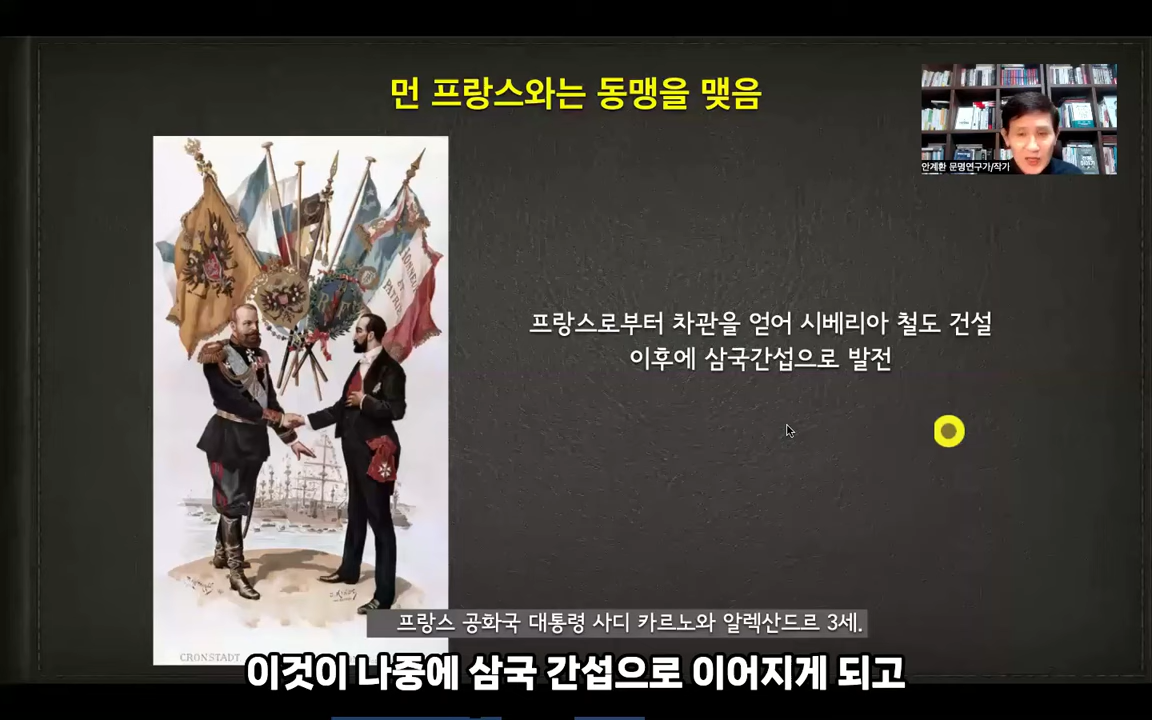 먼 프랑스와는 동맹을 맺음
안계환 문명연구가/작가
HONNEUR
PATRIE
프랑스로부터 차관을 얻어 시베리아 철도 건설
이후에 삼국간섭으로 발전
프랑스 공화국 대통령 사디 카르노와 알렉산드르 3세.
CRONSTADT
이것이 나중에 삼국 간섭으로 이어지게 되고